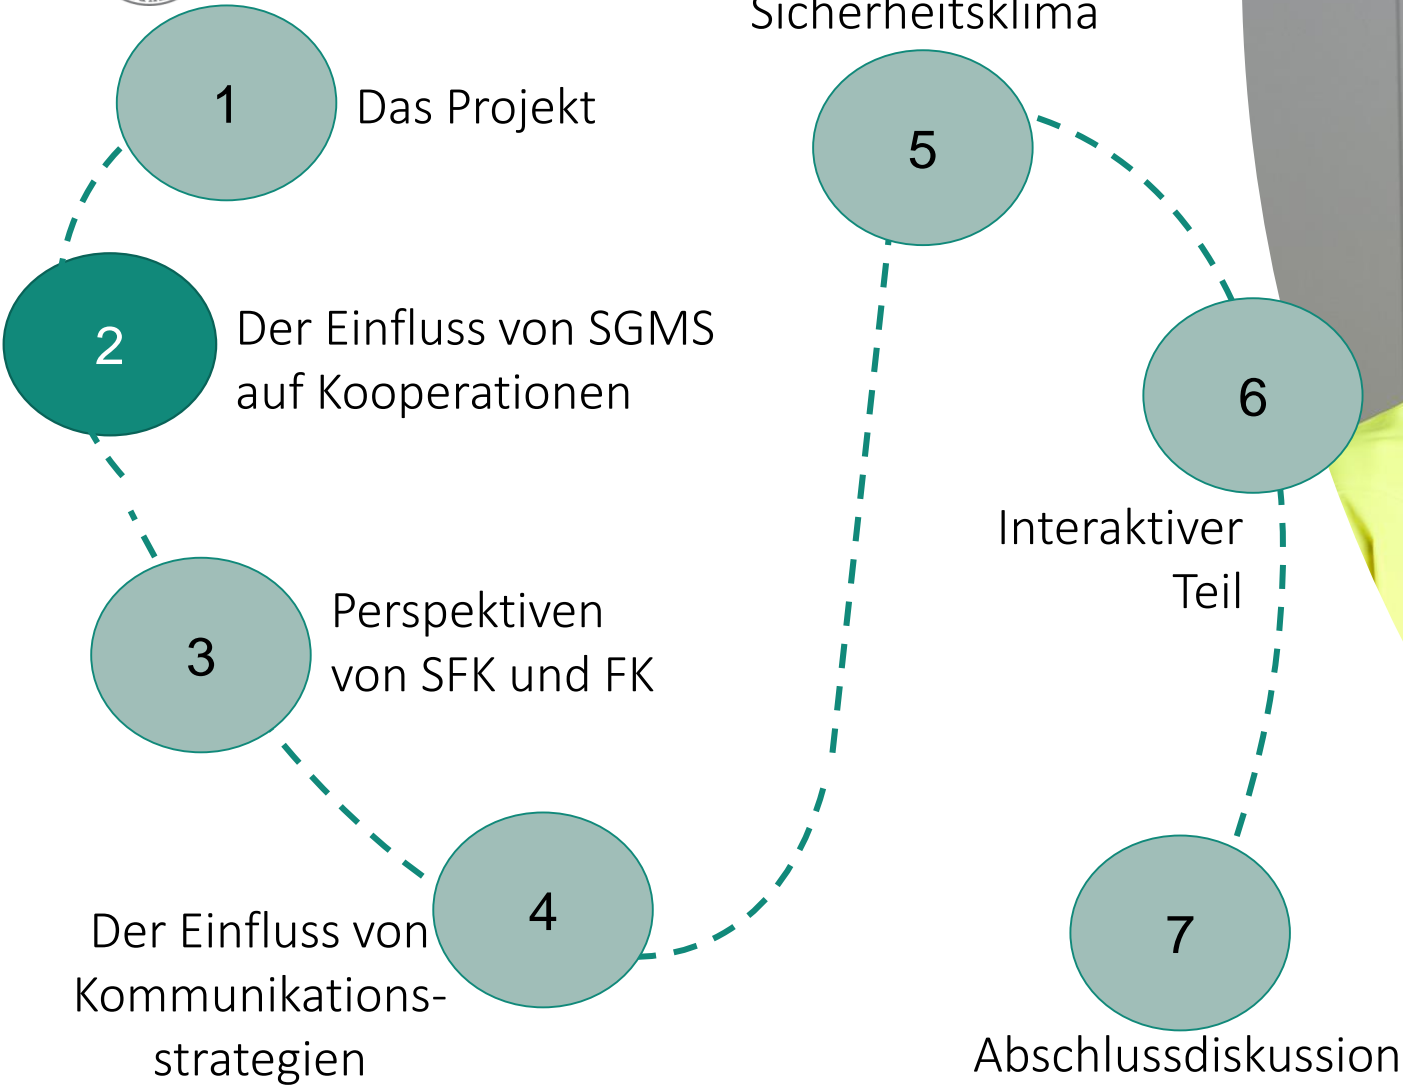 1
Das Projekt
2
Der Einfluss von SGMS
auf Kooperationen
3
Perspektiven
von SFK und FK
4
Der Einfluss von
Kommunikations-
strategien
Sicherheitsklima
5
6
Interaktiver
Teil
7
Abschlussdiskussion